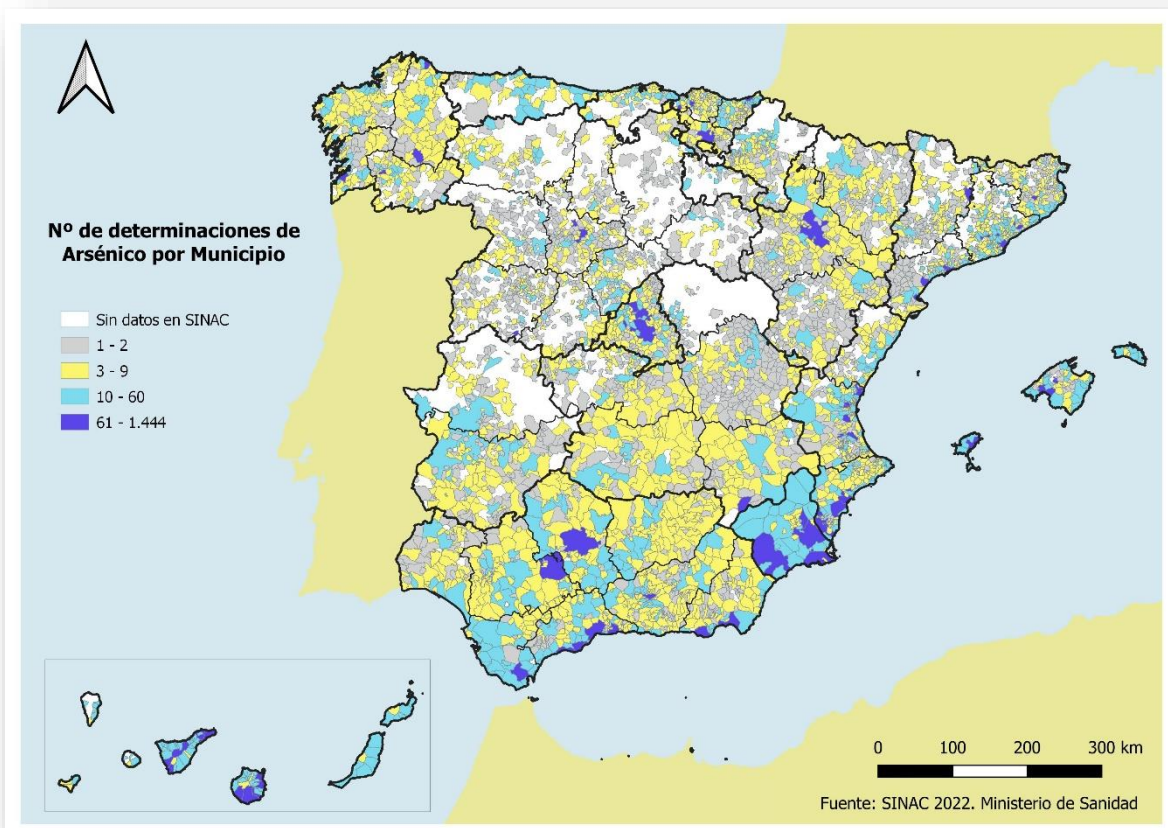 Nº de determinaciones de
Arsénico por Municipio
Sin datos en SINAC
1 - 2
3 - 9
10 - 60
61 - 1.444
0 100 200 300 km
Fuente: SINAC 2022. Ministerio de Sanidad